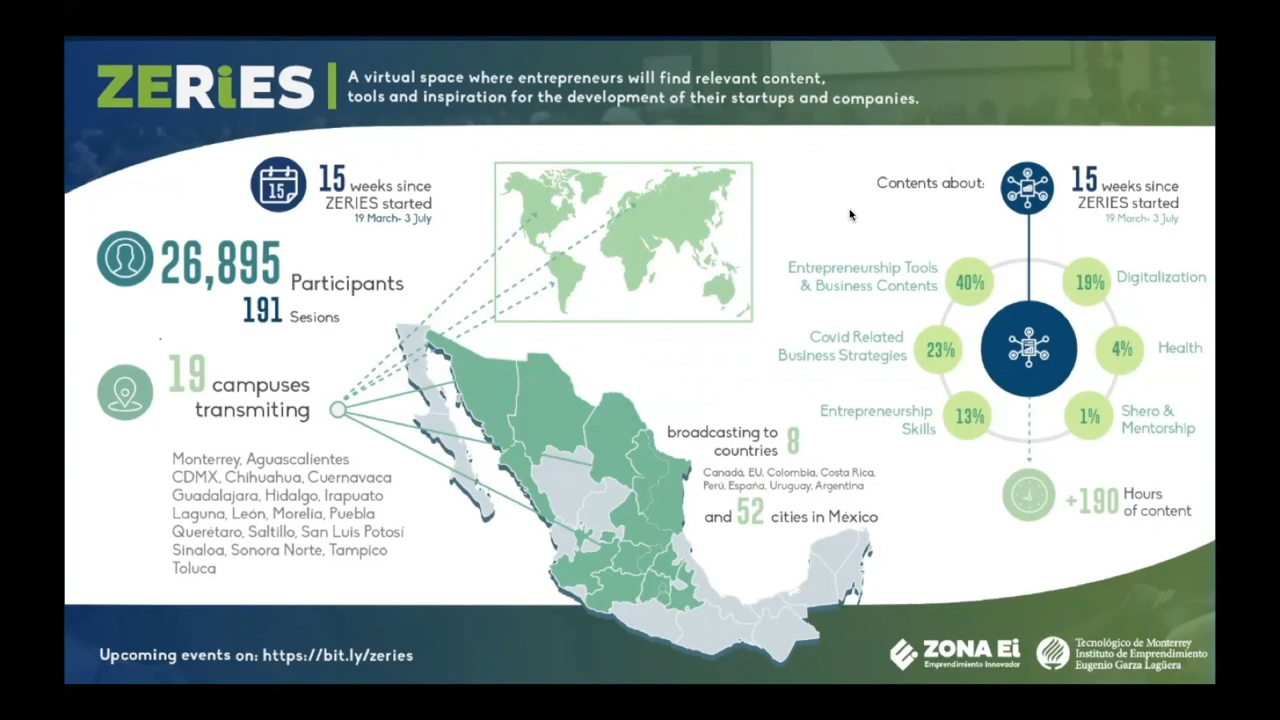 ZERiES
A virtual space where entrepreneurs will find relevant content,
tools and inspiration for the development of their startups and companies.
15
15 weeks since
ZERIES started
19 March- 3 July
26,895 Participants
191 Sesions
19 campuses
transmiting
Monterrey, Aguascalientes
CDMX, Chihuahua, Cuernavaca
Guadalajara, Hidalgo, Irapuato
Laguna, León, Morelia, Puebla
Querétaro, Saltillo, San Luis Potosí
Sinaloa, Sonora Norte, Tampico
Toluca
broadcasting to 8
countries
Canadá, EU, Colombia, Costa Rica,
Perú, España, Uruguay, Argentina
and 52 cities in México
Contents about:
15 weeks since
ZERIES started
19 March- 3 July
Entrepreneurship Tools
& Business Contents
40%
19%
Digitalization
Covid Related
Business Strategies
23%
4%
Health
Entrepreneurship
Skills
13%
1%
Shero &
Mentorship
+190 Hours
of content
Upcoming events on: https://bit.ly/zeries
ZONA Ei
Emprendimiento Innovador
Tecnológico de Monterrey
Instituto de Emprendimiento
Eugenio Garza Lagüera